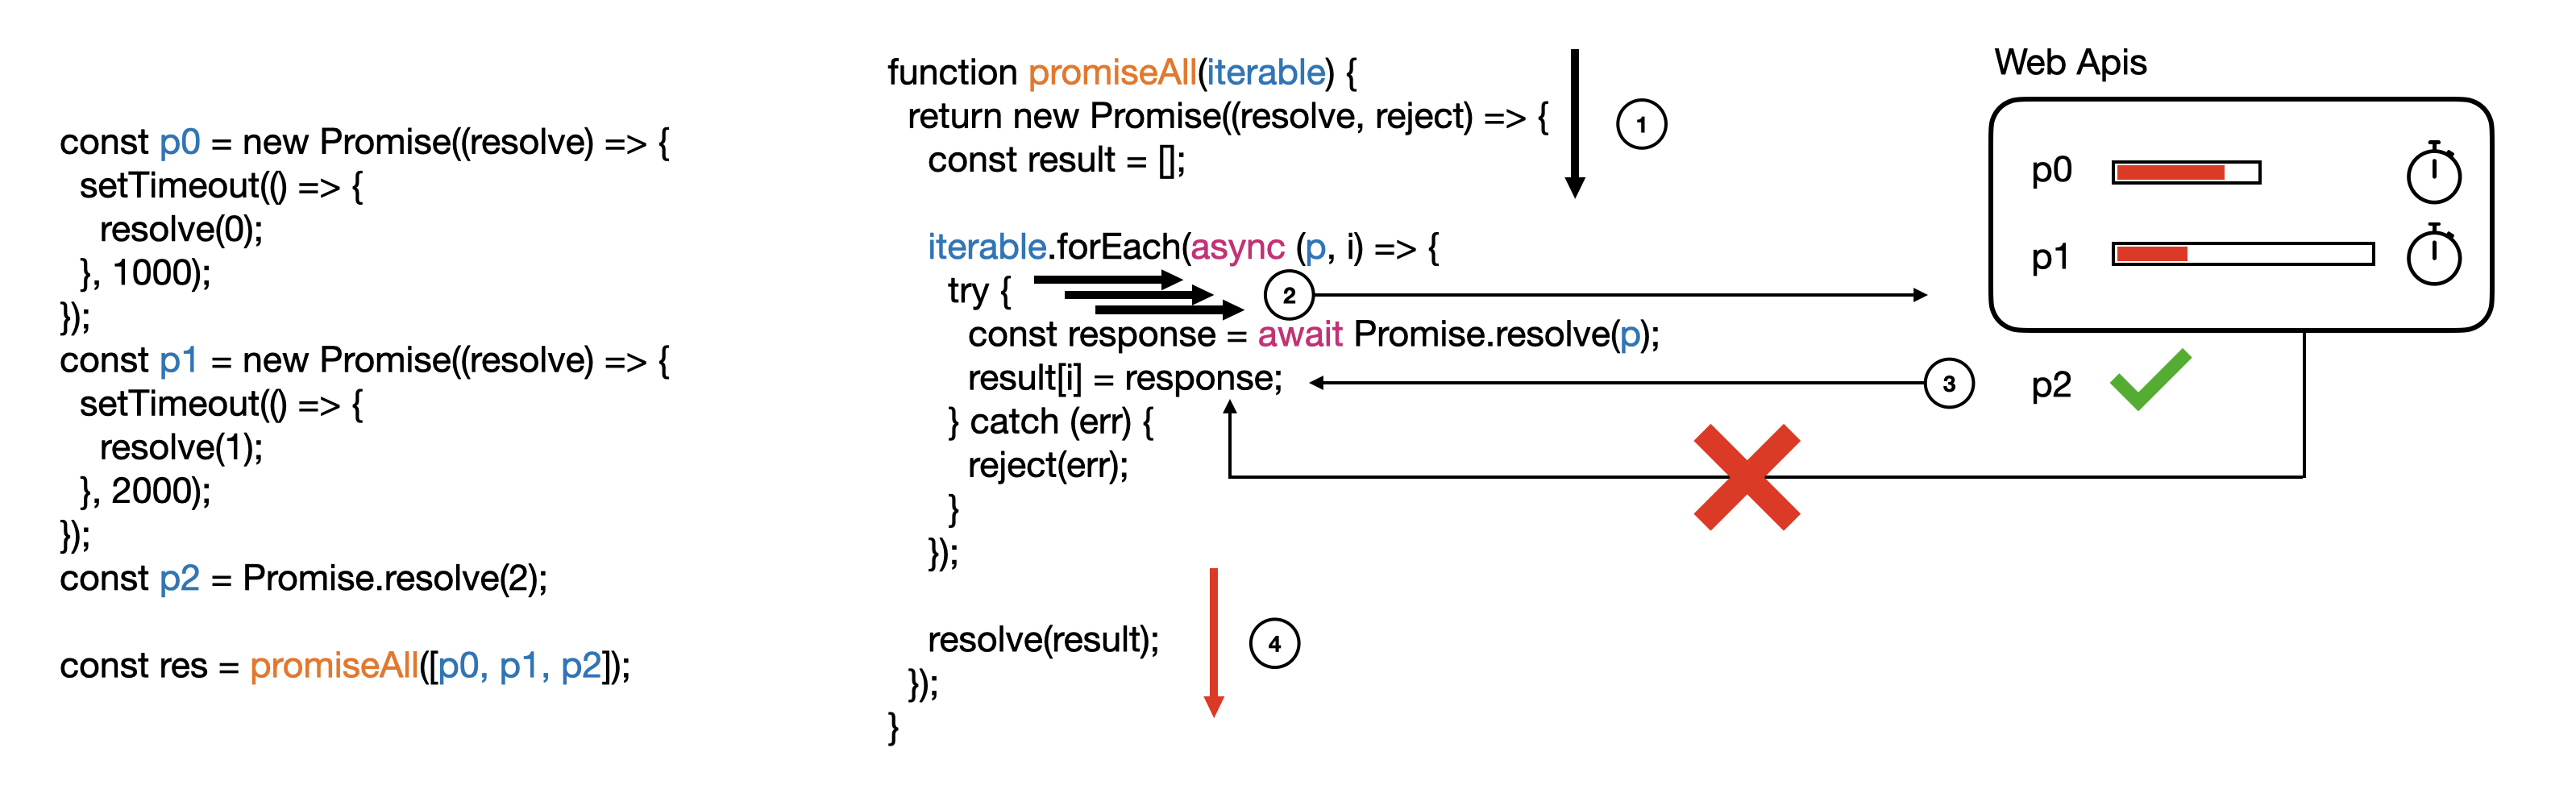 const p0 = new Promise((resolve) => {
setTimeout(() => {
resolve(0);
}, 1000);
});
const p1 = new Promise((resolve) => {
setTimeout(() => {
resolve(1);
}, 2000);
});
const p2 = Promise.resolve(2);
const res = promiseAll([p0, p1, p2]);
function promiseAll(iterable) {
return new Promise((resolve, reject) => {
const result = [];
iterable.forEach(async (p, i) => {
try {
const response = await Promise.resolve(p);
result[i] = response;
} catch (err) {
reject(err);
}
});
resolve(result);
});
}
1
2
3
4
Web Apis
p0
p1
p2